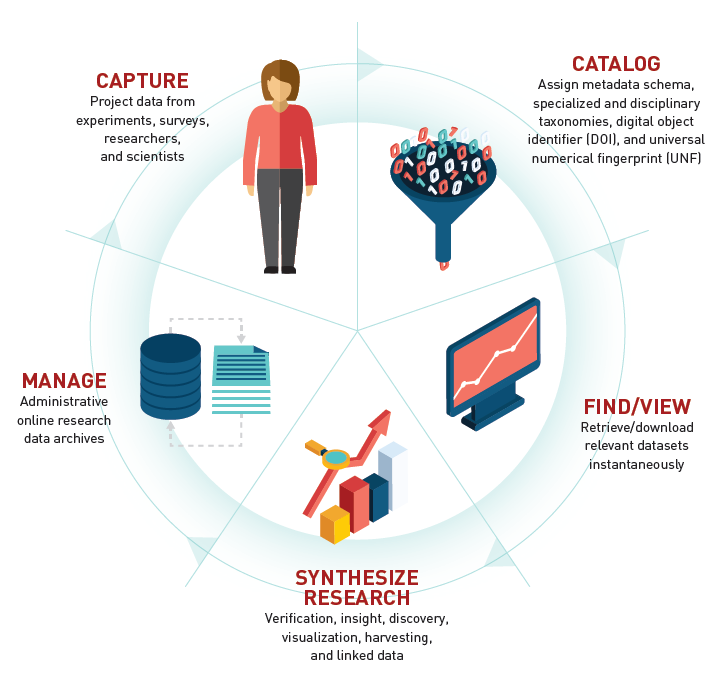 CAPTURE
Project data from
experiments, surveys,
researchers,
and scientists
CATALOG
Assign metadata schema,
specialized and disciplinary
taxonomies, digital object
identifier (DOI), and universal
numerical fingerprint (UNF)
FIND/VIEW
Retrieve/download
relevant datasets
instantaneously
SYNTHESIZE
RESEARCH
Verification, insight, discovery,
visualization, harvesting,
and linked data
MANAGE
Administrative
online research
data archives